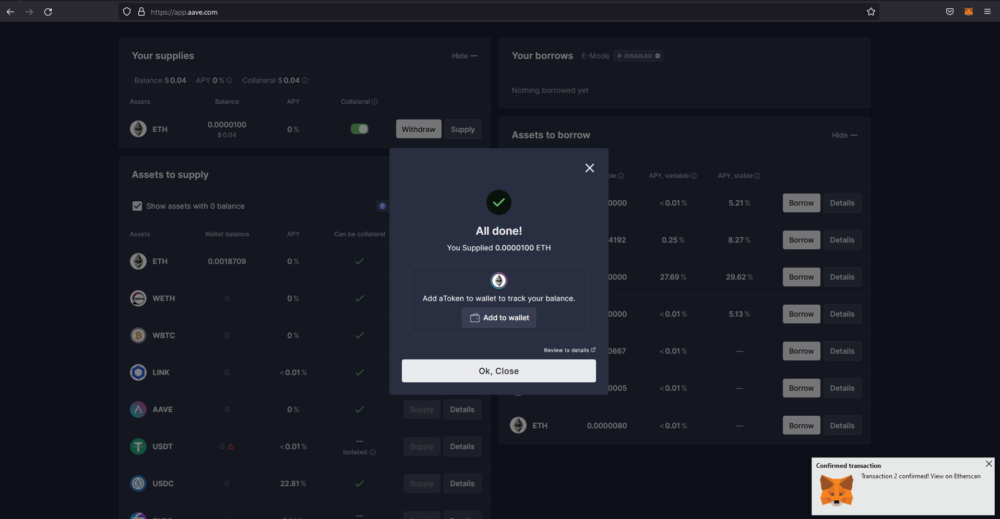 https://app.aave.com
Your supplies
Hide —
Balance $ 0.04 APY 0 % Collateral $ 0.04
Assets Balance APY Collateral
ETH 0.0000100 0 % Withdraw Supply
$ 0.04
Assets to supply
Show assets with 0 balance
Assets Wallet balance APY Can be collateral
ETH 0.0018709 0 %
WETH 0 0 %
WBTC 0 0 %
LINK 0 < 0.01 %
AAVE 0 0 % Supply Details
USDT 0 < 0.01 % — Supply Details
Isolated
USDC 0 22.81 % Supply Details
Your borrows E-Mode DISABLED
Nothing borrowed yet
Assets to borrow
Hide —
APY, variable APY, stable
0000 < 0.01 % 5.21 % Borrow Details
4192 0.25 % 8.27 % Borrow Details
0000 27.69 % 29.62 % Borrow Details
0000 < 0.01 % 5.13 % Borrow Details
0667 < 0.01 % — Borrow Details
0005 < 0.01 % — Borrow Details
ETH 0.0000080 < 0.01 % — Borrow Details
All done!
You Supplied 0.0000100 ETH
Add aToken to wallet to track your balance.
Add to wallet
Review tx details
Ok, Close
Confirmed transaction
Transaction 2 confirmed! View on Etherscan